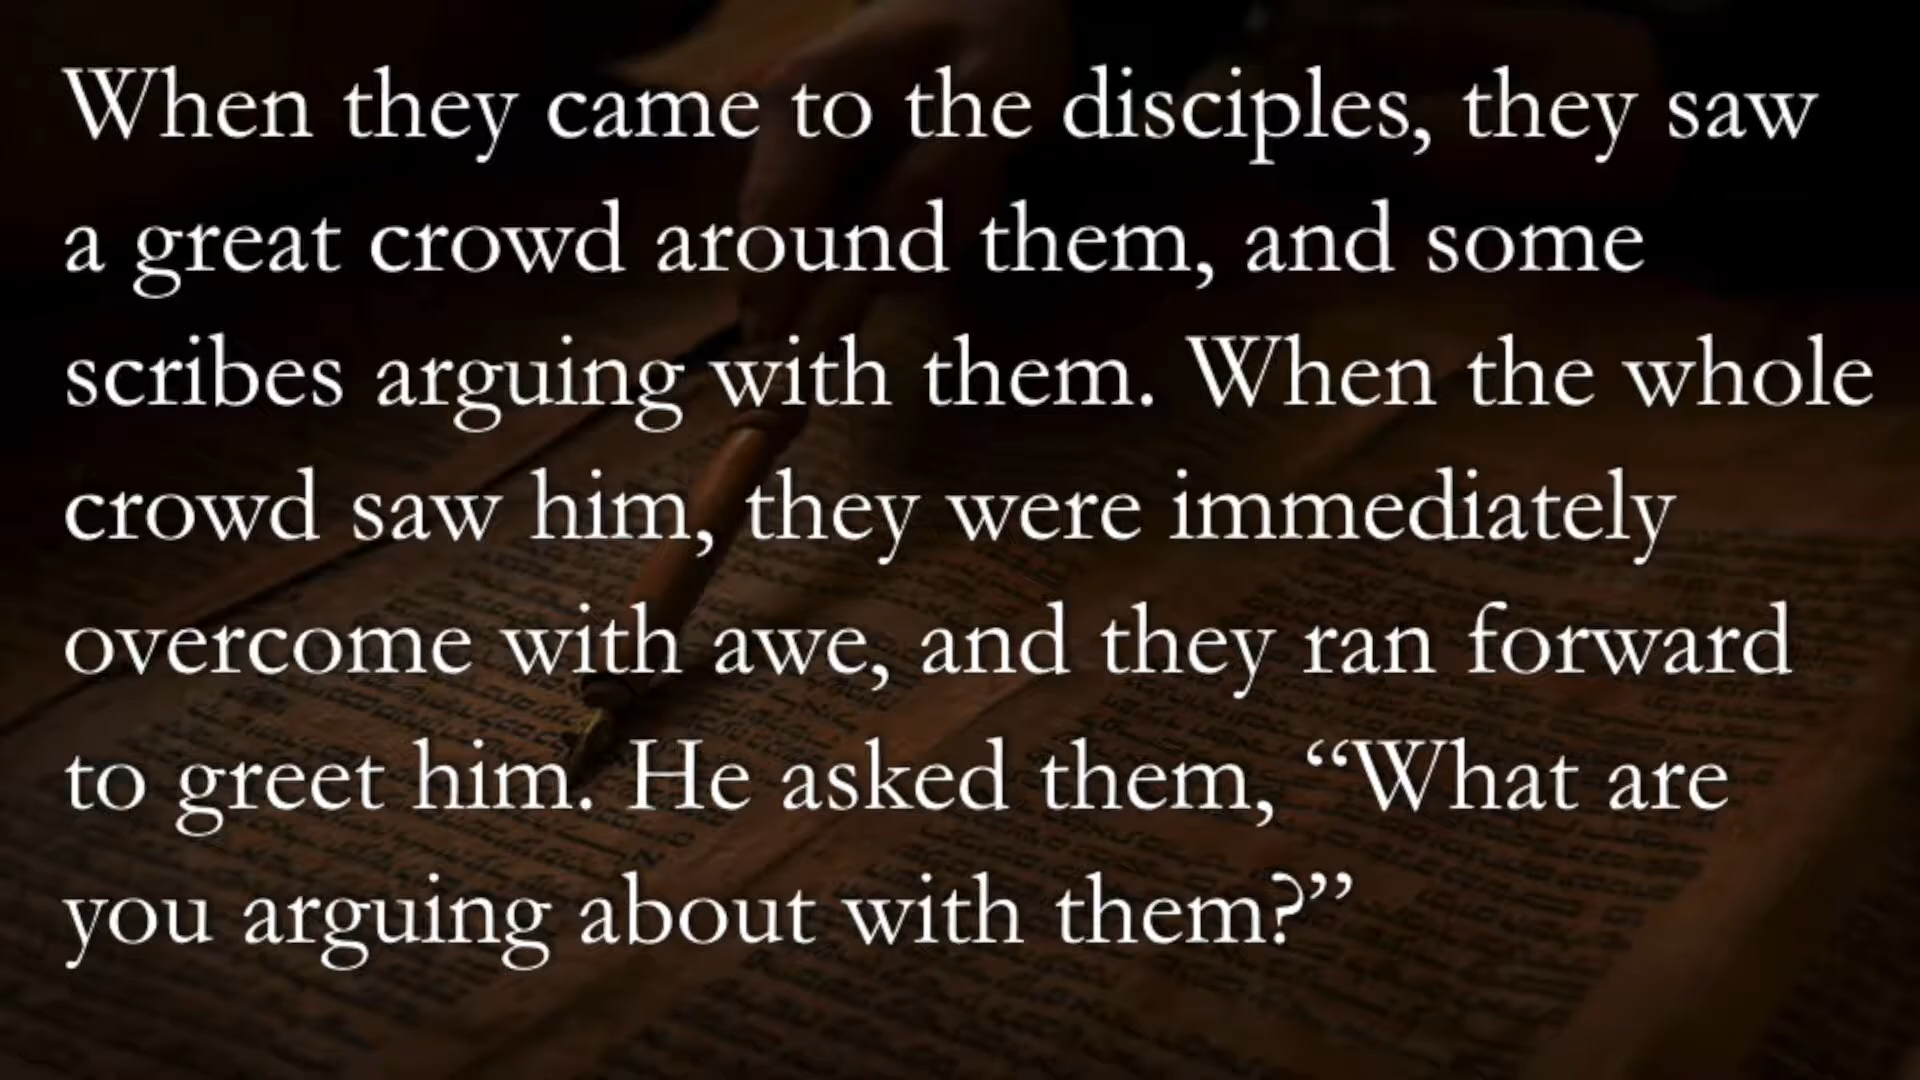 When they came to the disciples, they saw
a great crowd around them, and some
scribes arguing with them. When the whole
crowd saw him, they were immediately
overcome with awe, and they ran forward
to greet him. He asked them, “What are
you arguing about with them?”